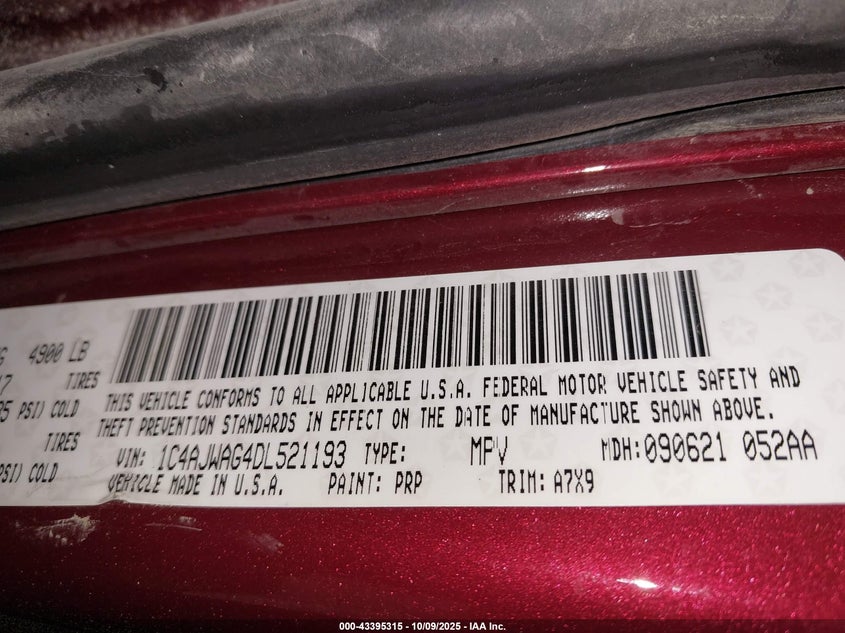 G 4900 LB
TIRES
PSI) COLD
THIS VEHICLE CONFORMS TO ALL APPLICABLE U.S.A. FEDERAL MOTOR VEHICLE SAFETY AND
THEFT PREVENTION STANDARDS IN EFFECT ON THE DATE OF MANUFACTURE SHOWN ABOVE.
TIRES
VIN: 1C4AJWAG4DL521193 TYPE: MPV MDH: 090621 052AA
PSI) COLD
VEHICLE MADE IN U.S.A. PAINT: PRP TRIM: A7X9
000-43395315 - 10/09/2025 - IAA Inc.